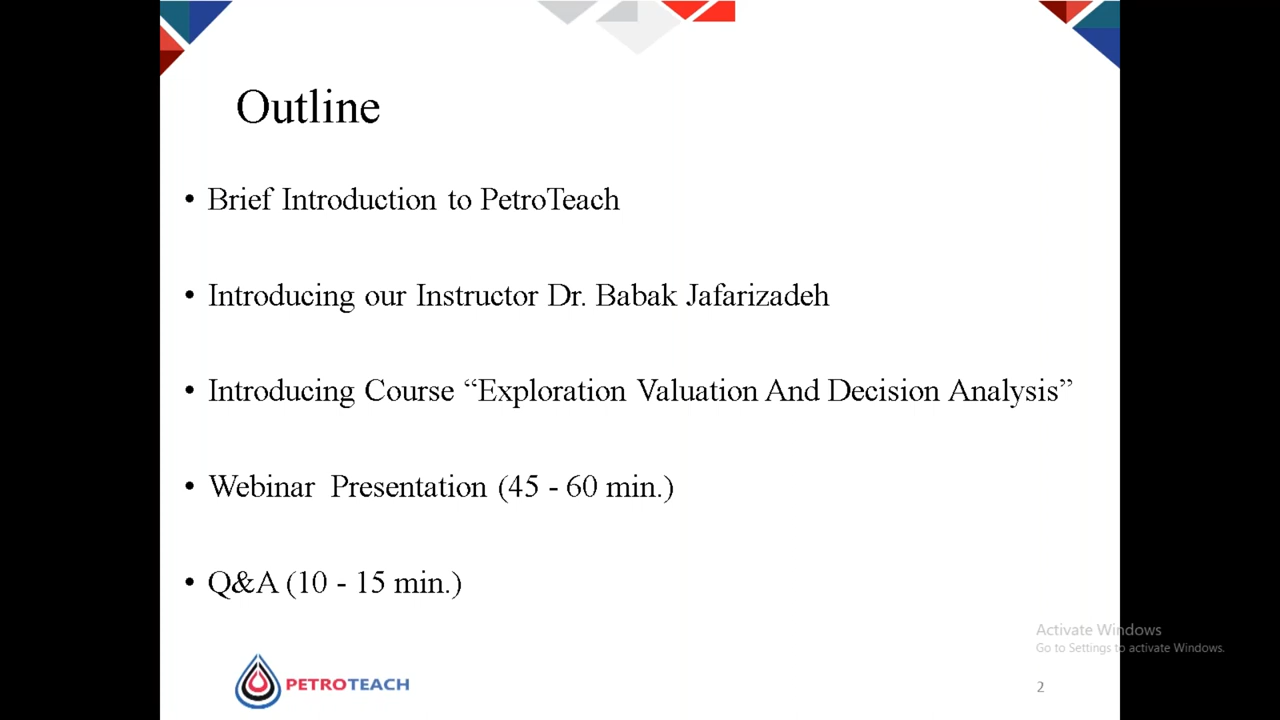 Outline
• Brief Introduction to PetroTeach
• Introducing our Instructor Dr. Babak Jafarizadeh
• Introducing Course “Exploration Valuation And Decision Analysis”
• Webinar Presentation (45 - 60 min.)
• Q&A (10 - 15 min.)
Activate Windows
Go to Settings to activate Windows.
PETROTEACH
2